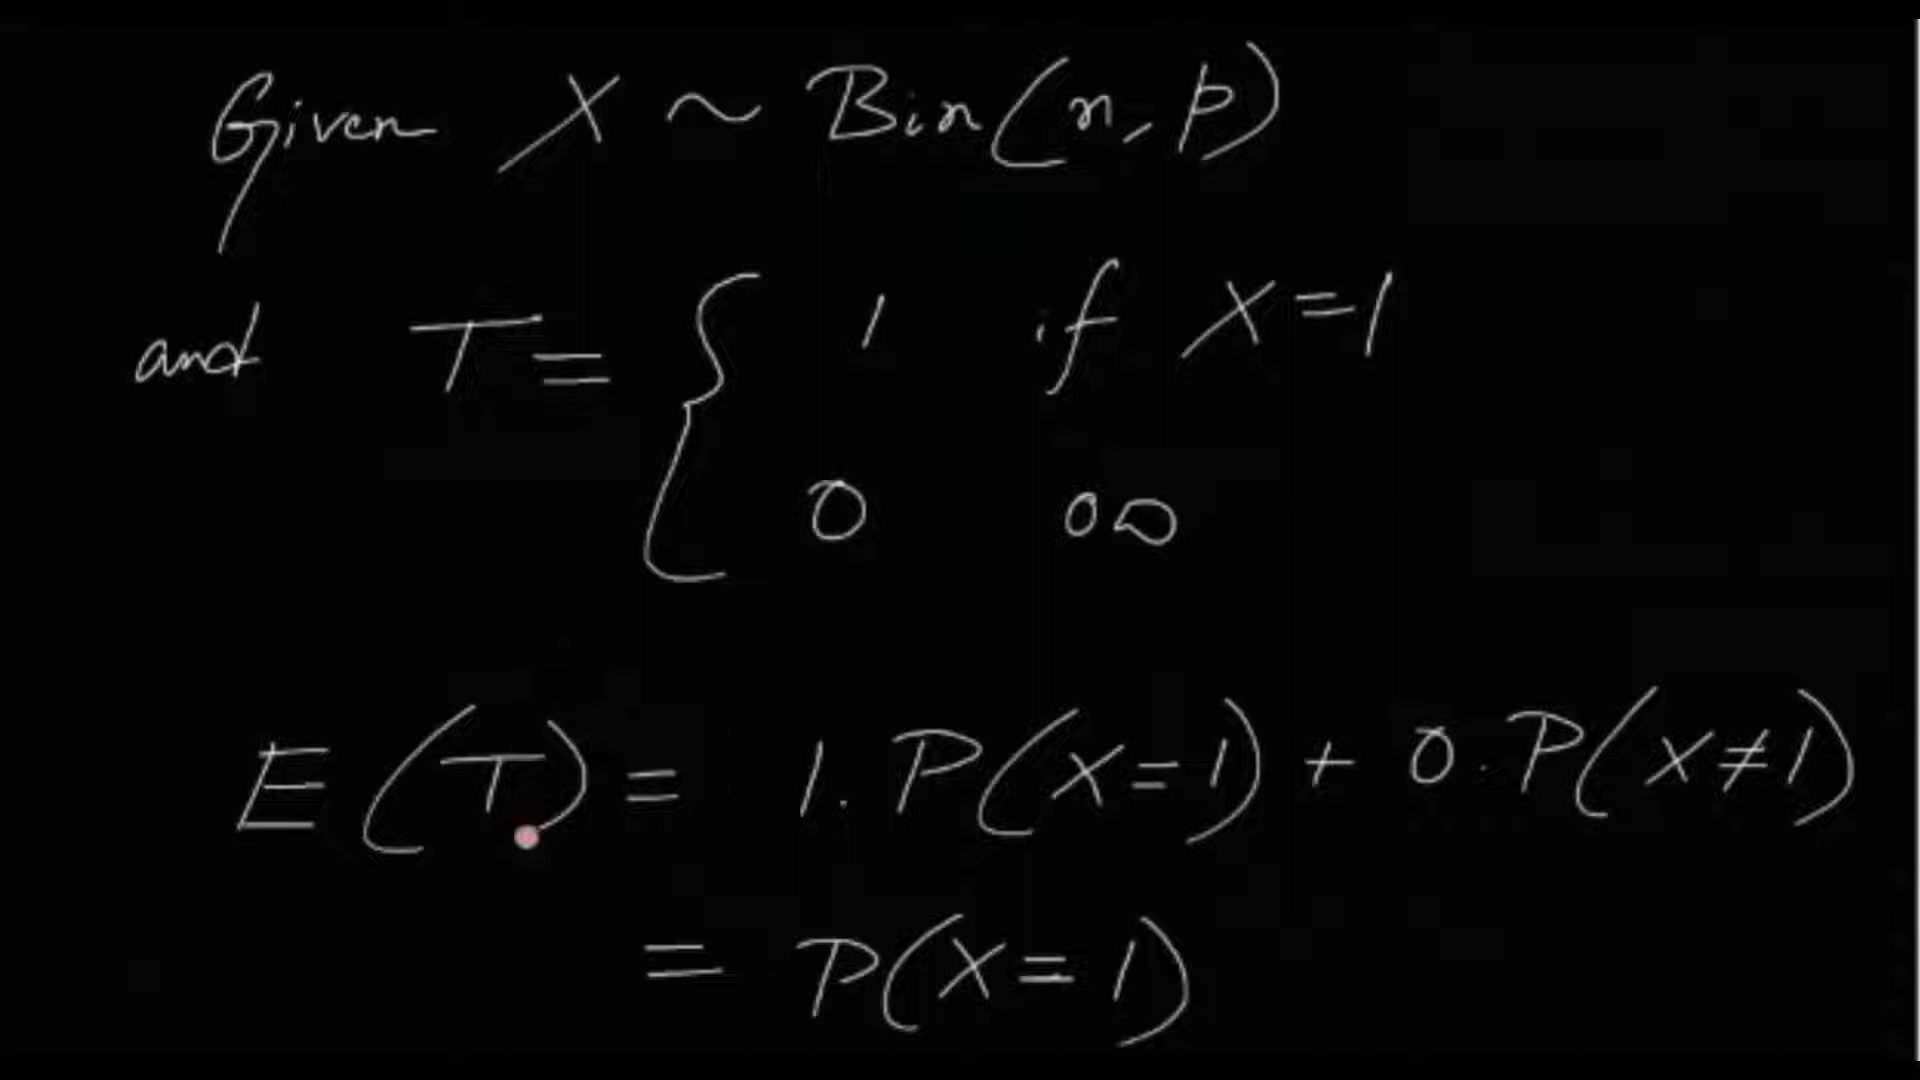 Given X ~ Bin(n, p)
and T = { 1 if X=1
0 oω
E(T) = 1. P(X=1) + 0. P(X≠1)
= P(X=1)